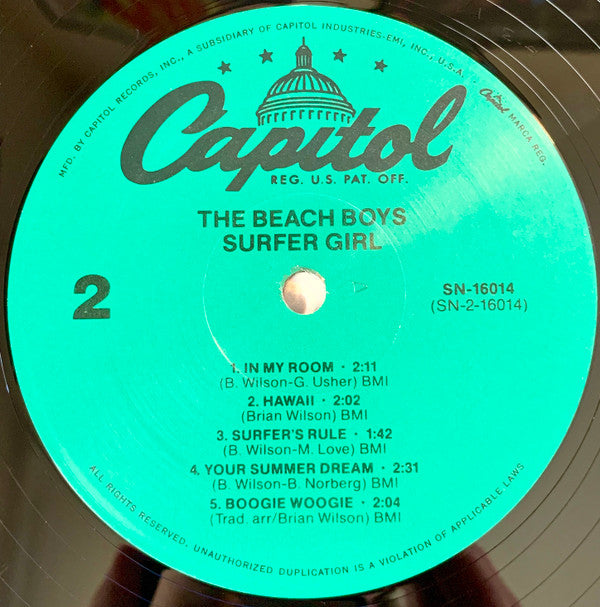 MFD. BY CAPITOL RECORDS, INC., A SUBSIDIARY OF CAPITOL INDUSTRIES-EMI, INC., U.S.A.
Capitol MARCA REG.
Capitol
REG. U.S. PAT. OFF.
THE BEACH BOYS
SURFER GIRL
2
SN-16014
(SN-2-16014)
1. IN MY ROOM · 2:11
(B. Wilson-G. Usher) BMI
2. HAWAII · 2:02
(Brian Wilson) BMI
3. SURFER'S RULE · 1:42
(B. Wilson-M. Love) BMI
4. YOUR SUMMER DREAM · 2:31
(B. Wilson-B. Norberg) BMI
5. BOOGIE WOOGIE · 2:04
(Trad. arr/Brian Wilson) BMI
ALL RIGHTS RESERVED. UNAUTHORIZED DUPLICATION IS A VIOLATION OF APPLICABLE LAWS